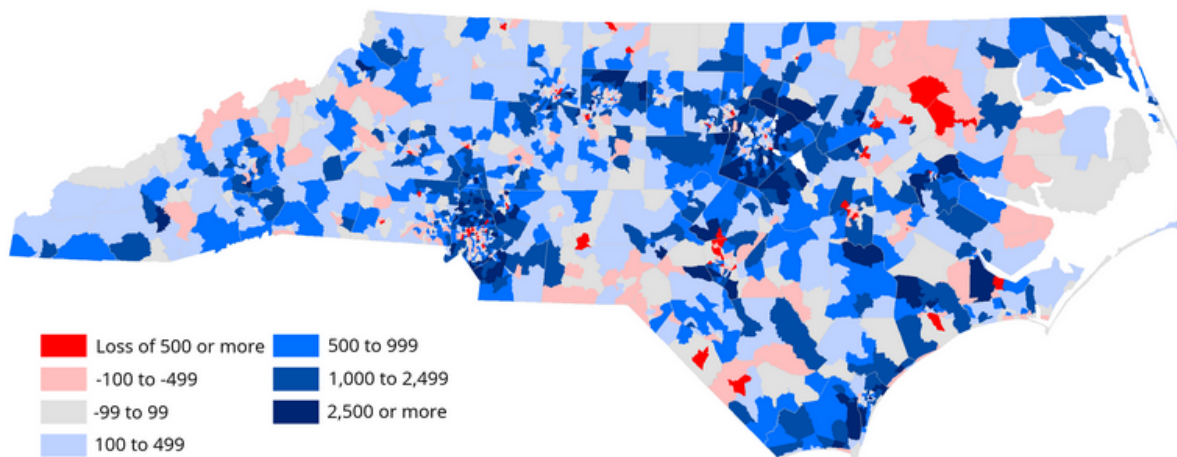 Loss of 500 or more
-100 to -499
-99 to 99
100 to 499
500 to 999
1,000 to 2,499
2,500 or more